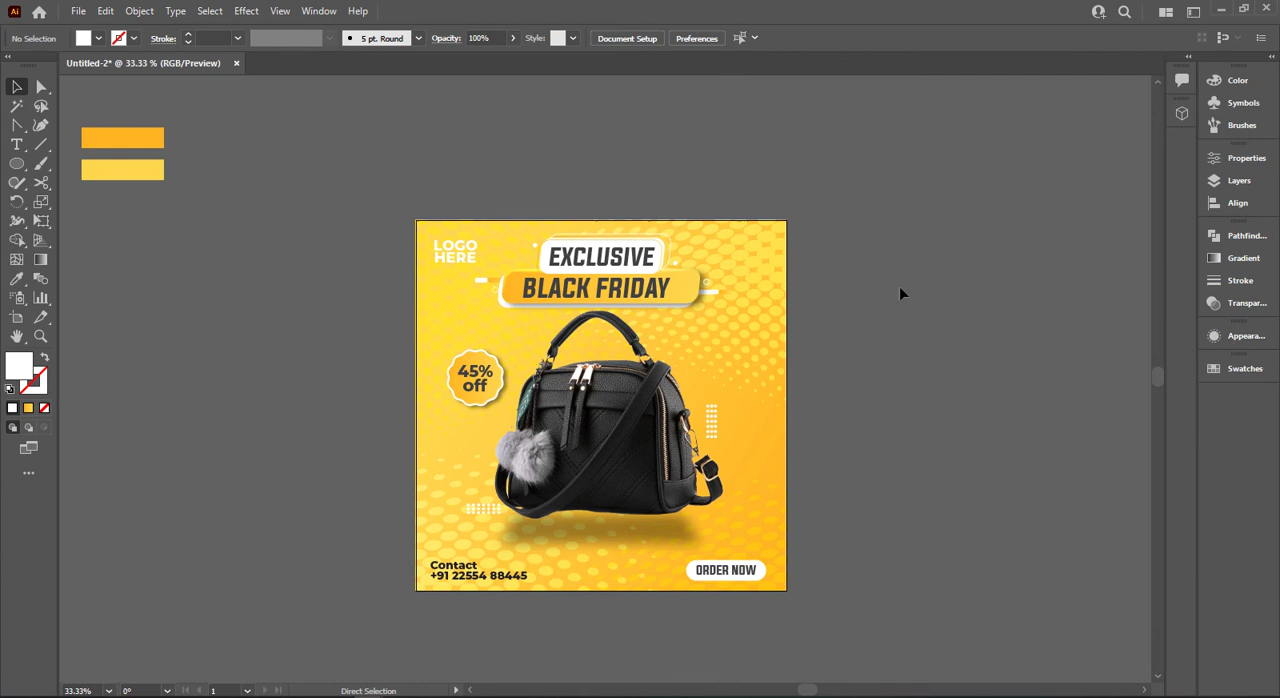 Ai File Edit Object Type Select Effect View Window Help
No Selection Stroke: 5 pt. Round Opacity: 100% Style: Document Setup Preferences
Untitled-2* @ 33.33 % (RGB/Preview) ×
Color
Symbols
Brushes
Properties
Layers
Align
Pathfind...
Gradient
Stroke
Transpar...
Appeara...
Swatches
LOGO
HERE
EXCLUSIVE
BLACK FRIDAY
45%
off
Contact
+91 22554 88445
ORDER NOW
33.33% 0° 1 Direct Selection